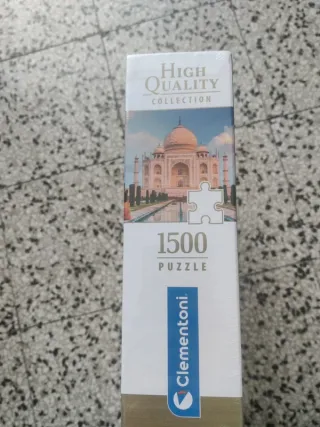 HIGH
QUALITY
COLLECTION
1500
PUZZLE
Clementoni